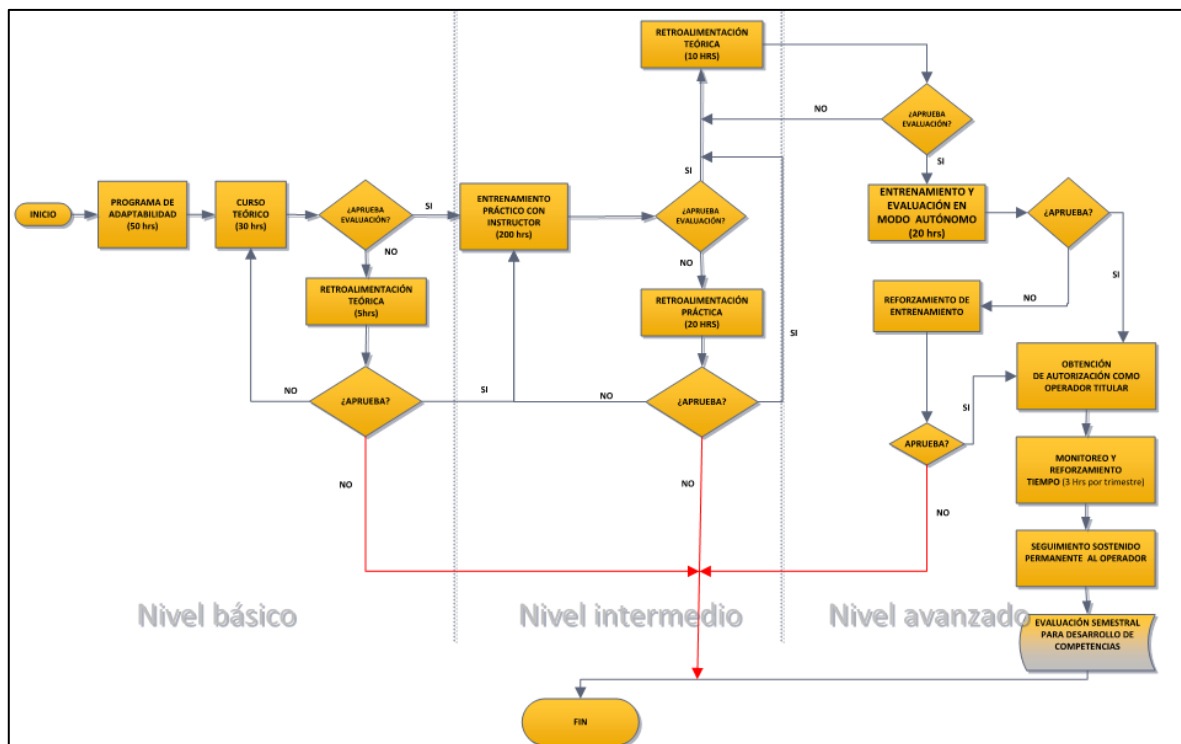 INICIO
PROGRAMA DE
ADAPTABILIDAD
(50 hrs)
CURSO
TEÓRICO
(30 hrs)
¿APRUEBA
EVALUACIÓN?
SI
NO
RETROALIMENTACIÓN
TEÓRICA
(5hrs)
¿APRUEBA?
NO
SI
NO
Nivel básico
ENTRENAMIENTO
PRÁCTICO CON
INSTRUCTOR
(200 hrs)
¿APRUEBA
EVALUACIÓN?
SI
NO
RETROALIMENTACIÓN
TEÓRICA
(10 HRS)
RETROALIMENTACIÓN
PRÁCTICA
(20 HRS)
¿APRUEBA?
NO
SI
SI
NO
Nivel intermedio
¿APRUEBA
EVALUACIÓN?
NO
SI
ENTRENAMIENTO Y
EVALUACIÓN EN
MODO AUTÓNOMO
(20 hrs)
¿APRUEBA?
NO
SI
REFORZAMIENTO DE
ENTRENAMIENTO
APRUEBA?
SI
NO
OBTENCIÓN
DE AUTORIZACIÓN COMO
OPERADOR TITULAR
MONITOREO Y
REFORZAMIENTO
TIEMPO (3 Hrs por trimestre)
SEGUIMIENTO SOSTENIDO
PERMANENTE AL OPERADOR
Nivel avanzado
EVALUACIÓN SEMESTRAL
PARA DESARROLLO DE
COMPETENCIAS
FIN